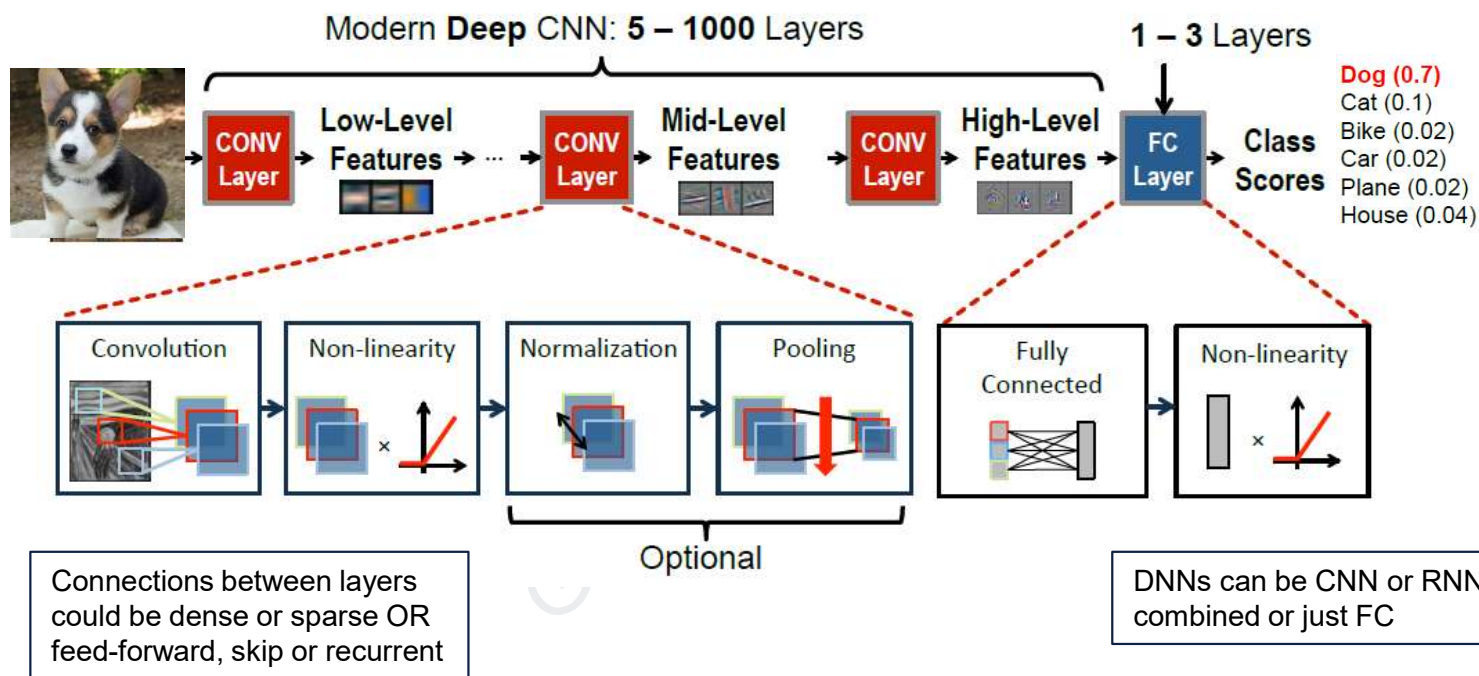 Modern Deep CNN: 5 – 1000 Layers
1 – 3 Layers
CONV
Layer
Low-Level
Features
...
CONV
Layer
Mid-Level
Features
CONV
Layer
High-Level
Features
FC
Layer
Class
Scores
Dog (0.7)
Cat (0.1)
Bike (0.02)
Car (0.02)
Plane (0.02)
House (0.04)
Convolution
Non-linearity
×
Normalization
Pooling
Fully
Connected
Non-linearity
×
Optional
Connections between layers
could be dense or sparse OR
feed-forward, skip or recurrent
DNNs can be CNN or RNN
combined or just FC